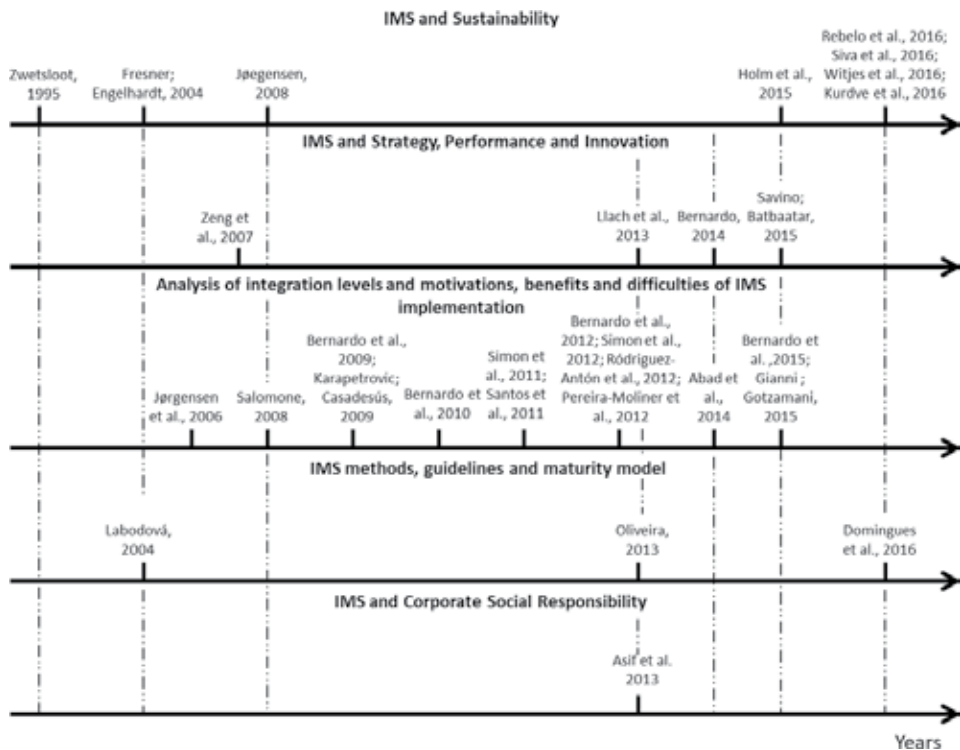 IMS and Sustainability
Zwetsloot,
1995
Fresner;
Engelhardt, 2004
Jøegensen,
2008
Holm et al.,
2015
Rebelo et al., 2016;
Siva et al., 2016;
Witjes et al., 2016;
Kurdve et al., 2016
IMS and Strategy, Performance and Innovation
Zeng et
al., 2007
Llach et al.,
2013
Bernardo,
2014
Savino;
Batbaatar,
2015
Analysis of integration levels and motivations, benefits and difficulties of IMS
implementation
Jørgensen
et al., 2006
Salomone,
2008
Bernardo et al.,
2009;
Karapetrovic;
Casadesús,
2009
Bernardo et
al., 2010
Simon et
al., 2011;
Santos et
al., 2011
Bernardo et al.,
2012; Simon et al.,
2012; Ródriguez-
Antón et al., 2012;
Pereira-Moliner et
al., 2012
Abad et
al.,
2014
Bernardo et
al. ,2015;
Gianni ;
Gotzamani,
2015
IMS methods, guidelines and maturity model
Labodová,
2004
Oliveira,
2013
Domingues
et al., 2016
IMS and Corporate Social Responsibility
Asif et al.
2013
Years